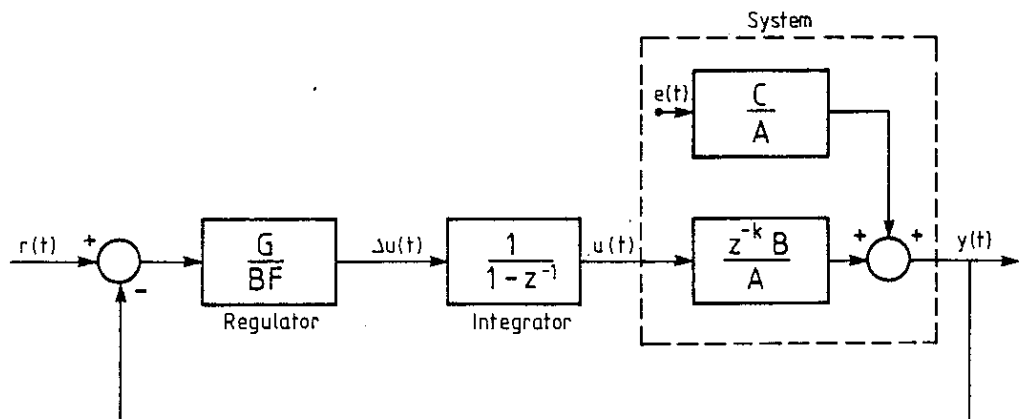 System
e(t)
C
A
r(t)
+
-
G
BF
Regulator
Δu(t)
1
1-z⁻¹
Integrator
u(t)
z⁻ᵏ B
A
+
+
y(t)